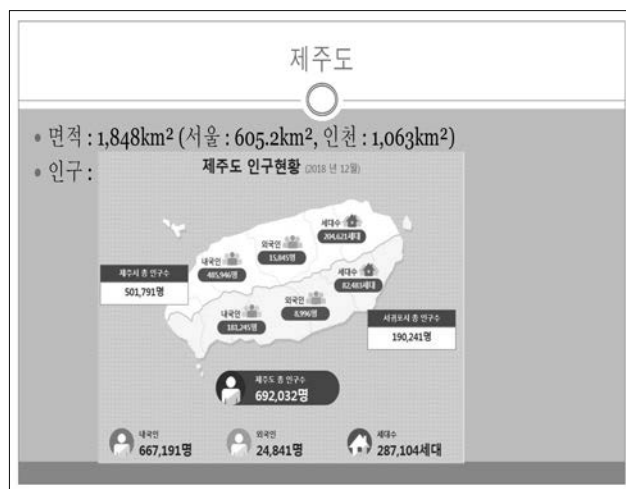 제주도
• 면적 : 1,848km² (서울 : 605.2km², 인천 : 1,063km²)
• 인구 :
제주도 인구현황 (2018 년 12월)
세대수
204,621세대
외국인
15,845명
내국인
485,946명
제주시 총 인구수
501,791명
세대수
82,483세대
외국인
8,996명
내국인
181,245명
서귀포시 총 인구수
190,241명
제주도 총 인구수
692,032명
내국인
667,191명
외국인
24,841명
세대수
287,104세대